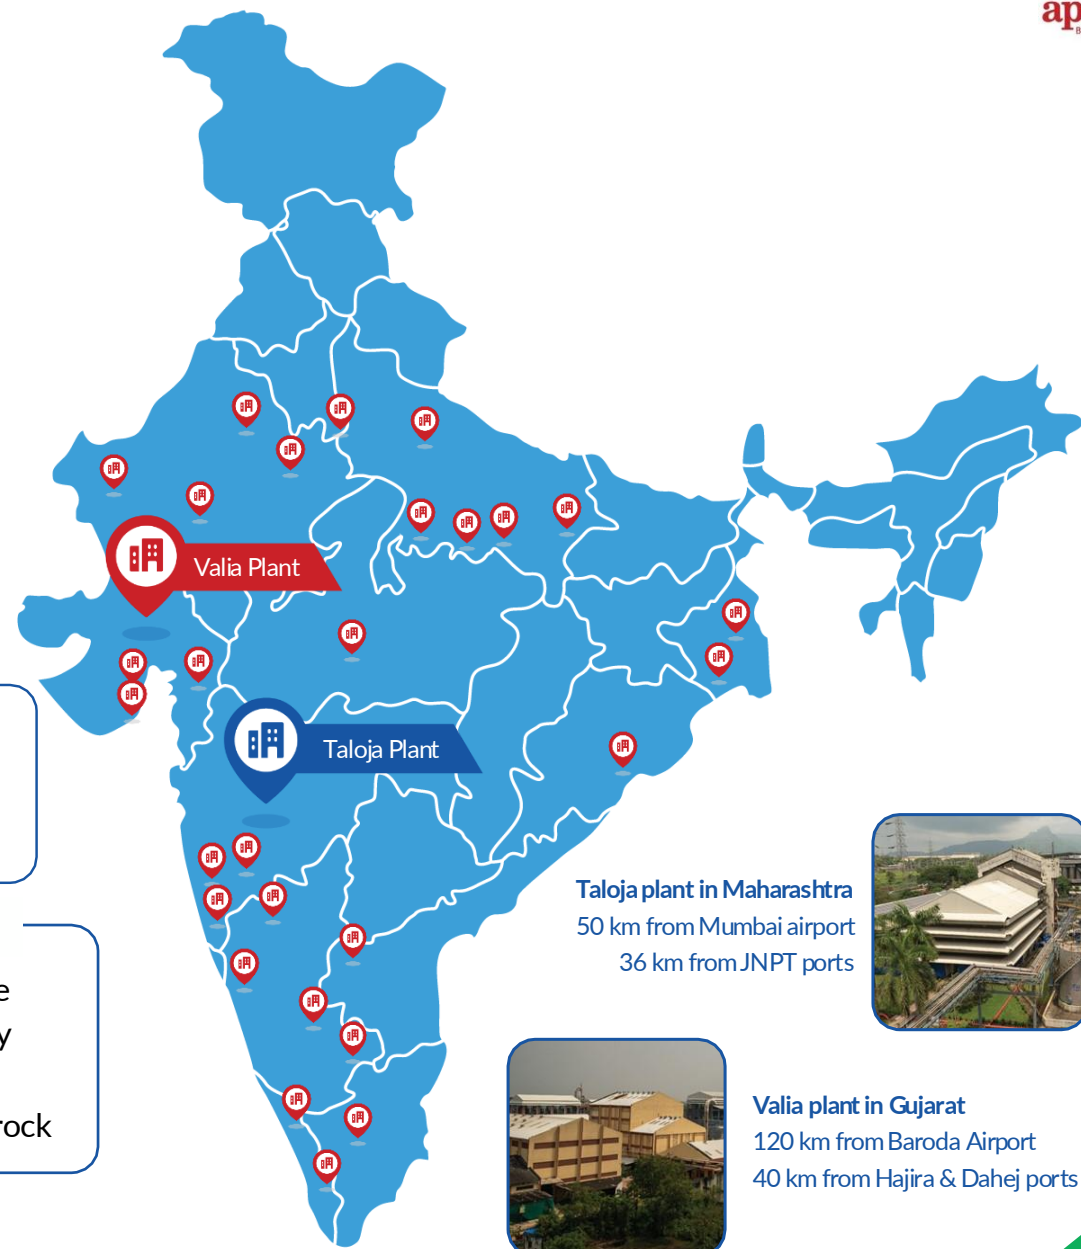 Valia Plant
Taloja Plant
Taloja plant in Maharashtra
50 km from Mumbai airport
36 km from JNPT ports
Valia plant in Gujarat
120 km from Baroda Airport
40 km from Hajira & Dahej ports